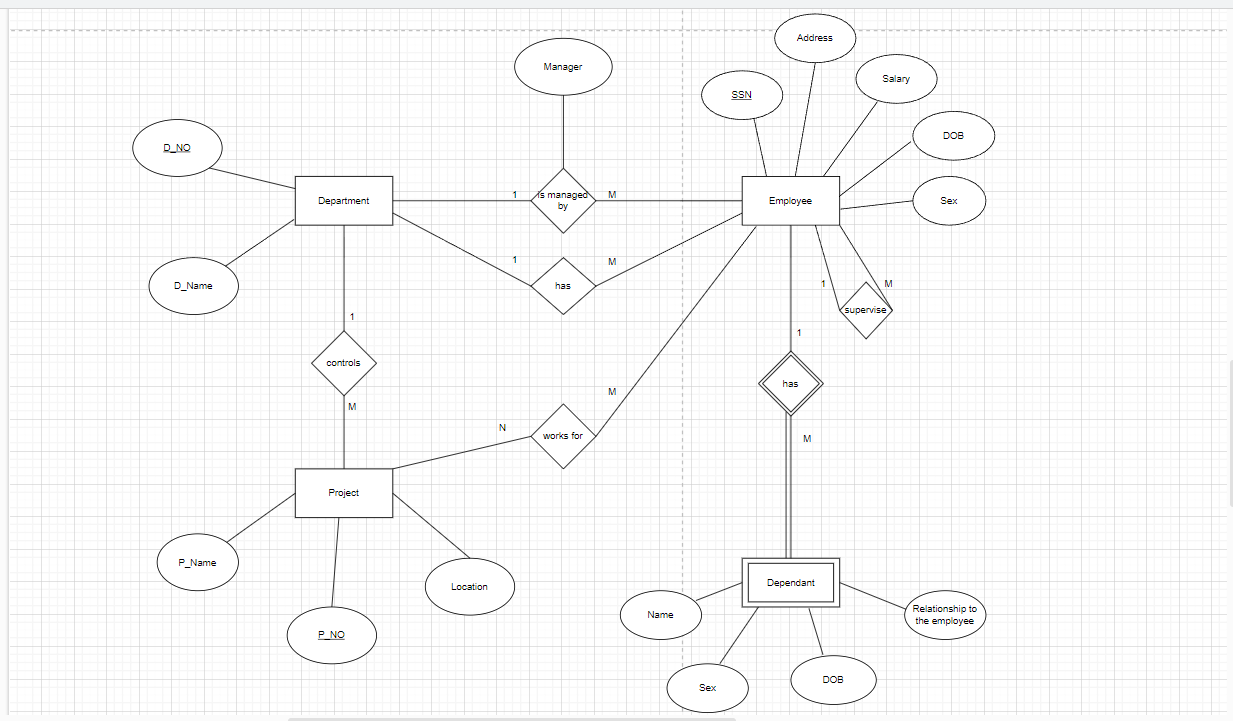 Address
Manager
Salary
SSN
DOB
D_NO
Department
1
is managed
by
M
Employee
Sex
1
M
has
D_Name
1
M
supervise
1
1
controls
has
M
M
N
works for
M
Project
P_Name
Location
Dependant
Name
Relationship to
the employee
P_NO
Sex
DOB